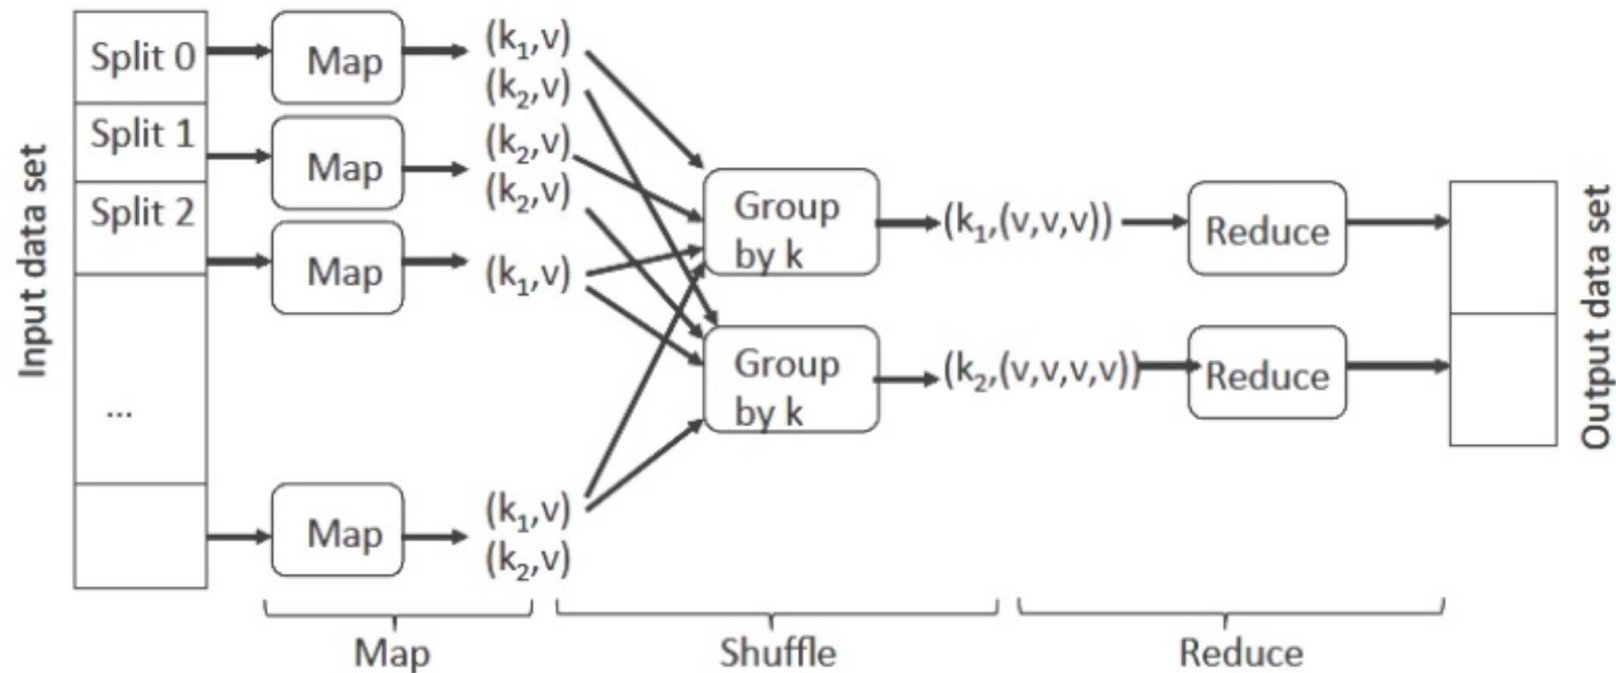 Input data set
Split 0
Split 1
Split 2
...
Map
Map
Map
Map
(k₁,v)
(k₂,v)
(k₂,v)
(k₂,v)
(k₁,v)
(k₁,v)
(k₂,v)
Group
by k
Group
by k
(k₁,(v,v,v))
(k₂,(v,v,v,v))
Reduce
Reduce
Output data set
Map
Shuffle
Reduce